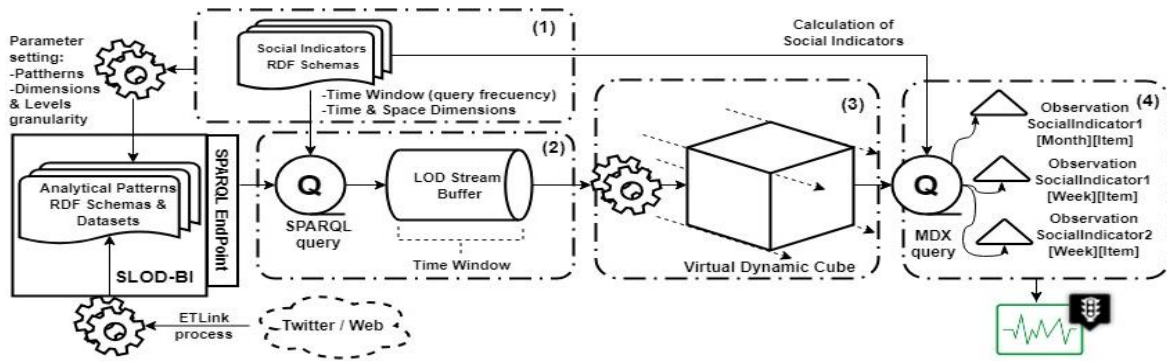 Parameter
setting:
-Pattherns
-Dimensions
& Levels
granularity
(1)
Social Indicators
RDF Schemas
-Time Window (query frecuency)
-Time & Space Dimensions
Calculation of
Social Indicators
Analytical Patterns
RDF Schemas &
Datasets
SLOD-BI
SPARQL EndPoint
ETLink
process
Twitter / Web
(2)
Q
SPARQL
query
LOD Stream
Buffer
Time Window
(3)
Virtual Dynamic Cube
(4)
Q
MDX
query
Observation
SocialIndicator1
[Month][Item]
Observation
SocialIndicator1
[Week][Item]
Observation
SocialIndicator2
[Week][Item]